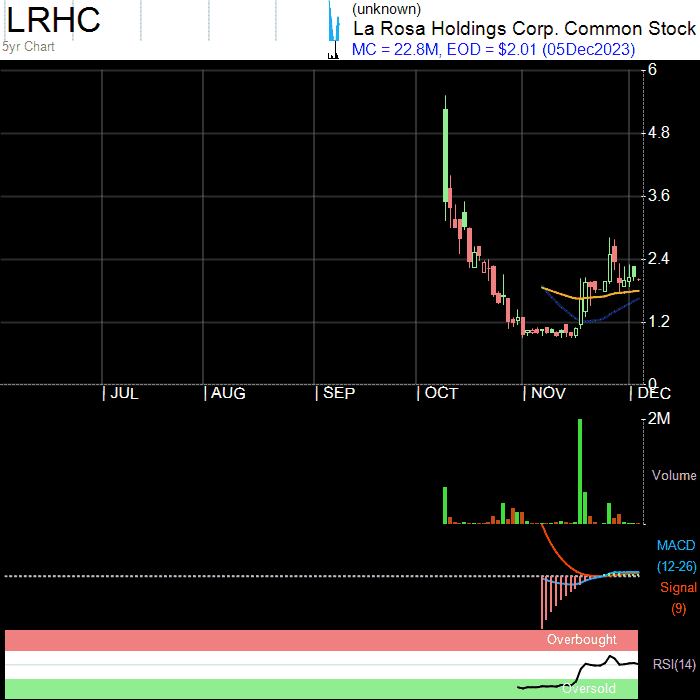 LRHC
(unknown)
La Rosa Holdings Corp. Common Stock
5yr Chart
MC = 22.8M, EOD = $2.01 (05Dec2023)
6
4.8
3.6
2.4
1.2
0
JUL AUG SEP OCT NOV DEC
2M
Volume
MACD
(12-26)
Signal
(9)
Overbought
RSI(14)
Oversold